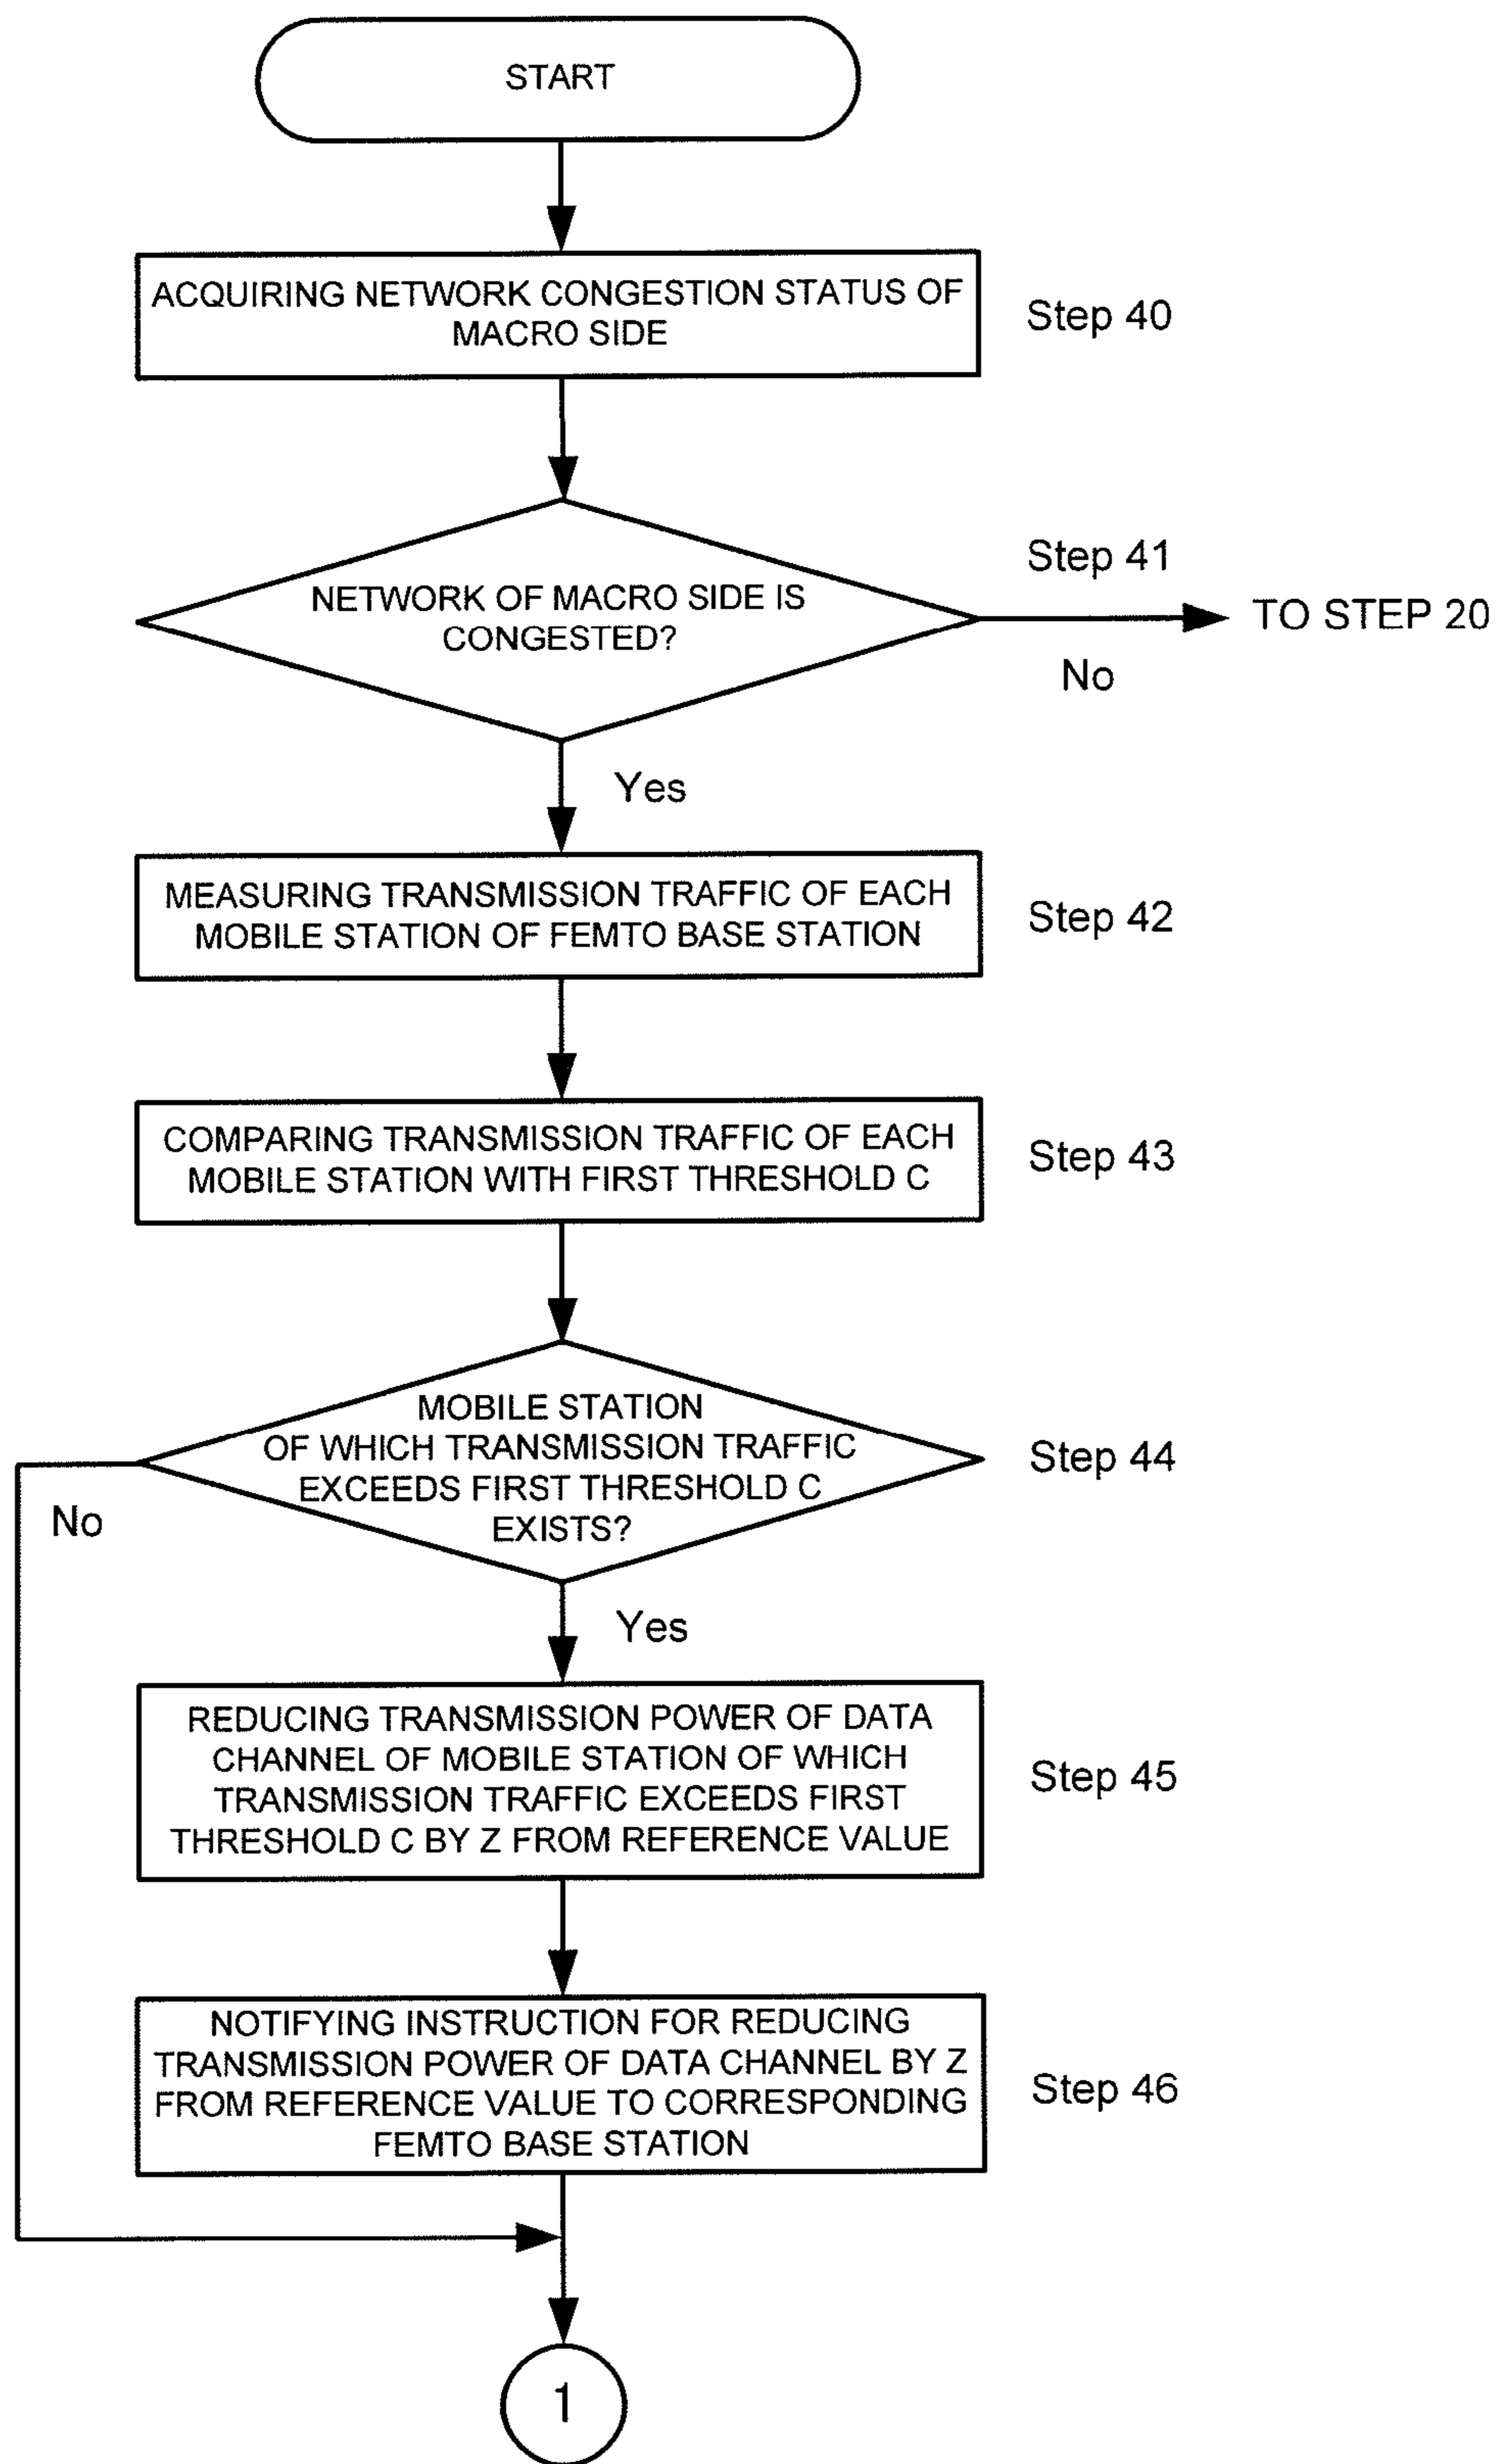 START
ACQUIRING NETWORK CONGESTION STATUS OF
MACRO SIDE
Step 40
NETWORK OF MACRO SIDE IS
CONGESTED?
Step 41
TO STEP 20
No
Yes
MEASURING TRANSMISSION TRAFFIC OF EACH
MOBILE STATION OF FEMTO BASE STATION
Step 42
COMPARING TRANSMISSION TRAFFIC OF EACH
MOBILE STATION WITH FIRST THRESHOLD C
Step 43
MOBILE STATION
OF WHICH TRANSMISSION TRAFFIC
EXCEEDS FIRST THRESHOLD C
EXISTS?
Step 44
No
Yes
REDUCING TRANSMISSION POWER OF DATA
CHANNEL OF MOBILE STATION OF WHICH
TRANSMISSION TRAFFIC EXCEEDS FIRST
THRESHOLD C BY Z FROM REFERENCE VALUE
Step 45
NOTIFYING INSTRUCTION FOR REDUCING
TRANSMISSION POWER OF DATA CHANNEL BY Z
FROM REFERENCE VALUE TO CORRESPONDING
FEMTO BASE STATION
Step 46
1